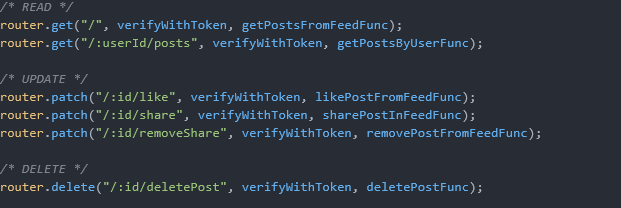 /* READ */
router.get("/", verifyWithToken, getPostsFromFeedFunc);
router.get("/:userId/posts", verifyWithToken, getPostsByUserFunc);
/* UPDATE */
router.patch("/:id/like", verifyWithToken, likePostFromFeedFunc);
router.patch("/:id/share", verifyWithToken, sharePostInFeedFunc);
router.patch("/:id/removeShare", verifyWithToken, removePostFromFeedFunc);
/* DELETE */
router.delete("/:id/deletePost", verifyWithToken, deletePostFunc);